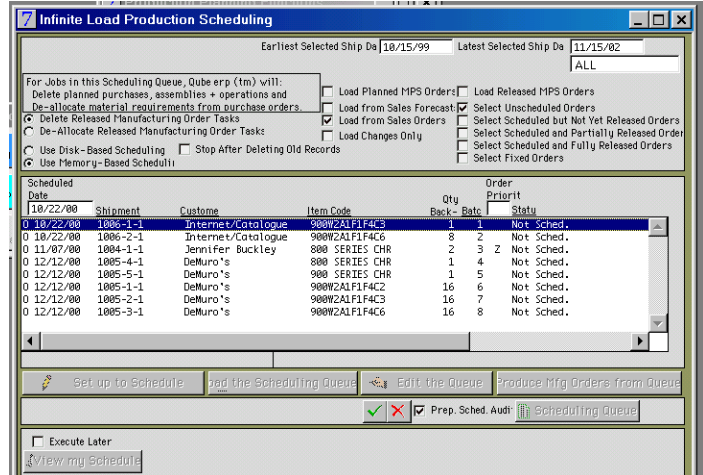 Infinite Load Production Scheduling
Earliest Selected Ship Da 10/15/99 Latest Selected Ship Da 11/15/02
ALL
For Jobs in this Scheduling Queue, Qube erp (tm) will:
Delete planned purchases, assemblies + operations and
De-allocate material requirements from purchase orders.
Load Planned MPS Orders Load Released MPS Orders
Load from Sales Forecast Select Unscheduled Orders
Delete Released Manufacturing Order Tasks Load from Sales Orders Select Scheduled but Not Yet Released Orders
De-Allocate Released Manufacturing Order Tasks Load Changes Only Select Scheduled and Partially Released Order
Use Disk-Based Scheduling Stop After Deleting Old Records Select Scheduled and Fully Released Orders
Use Memory-Based Schedulin Select Fixed Orders
Scheduled Order
Date Qty Priorit
10/22/00 Shipment Custome Item Code Back- Batc Statu
0 10/22/00 1006-1-1 Internet/Catalogue 900W2A1F1F4C3 1 1 Not Sched.
0 10/22/00 1006-2-1 Internet/Catalogue 900W2A1F1F4C6 8 2 Not Sched.
0 11/07/00 1004-1-1 Jennifer Buckley 800 SERIES CHR 2 3 Z Not Sched.
0 12/12/00 1005-4-1 DeMuro's 800 SERIES CHR 1 4 Not Sched.
0 12/12/00 1005-5-1 DeMuro's 900 SERIES CHR 1 5 Not Sched.
0 12/12/00 1005-1-1 DeMuro's 900W2A1F1F4C2 16 6 Not Sched.
0 12/12/00 1005-2-1 DeMuro's 900W2A1F1F4C3 16 7 Not Sched.
0 12/12/00 1005-3-1 DeMuro's 900W2A1F1F4C6 16 8 Not Sched.
Set up to Schedule oad the Scheduling Queue Edit the Queue Produce Mfg Orders from Queue
Prep. Sched. Audi Scheduling Queue
Execute Later
View my Schedule